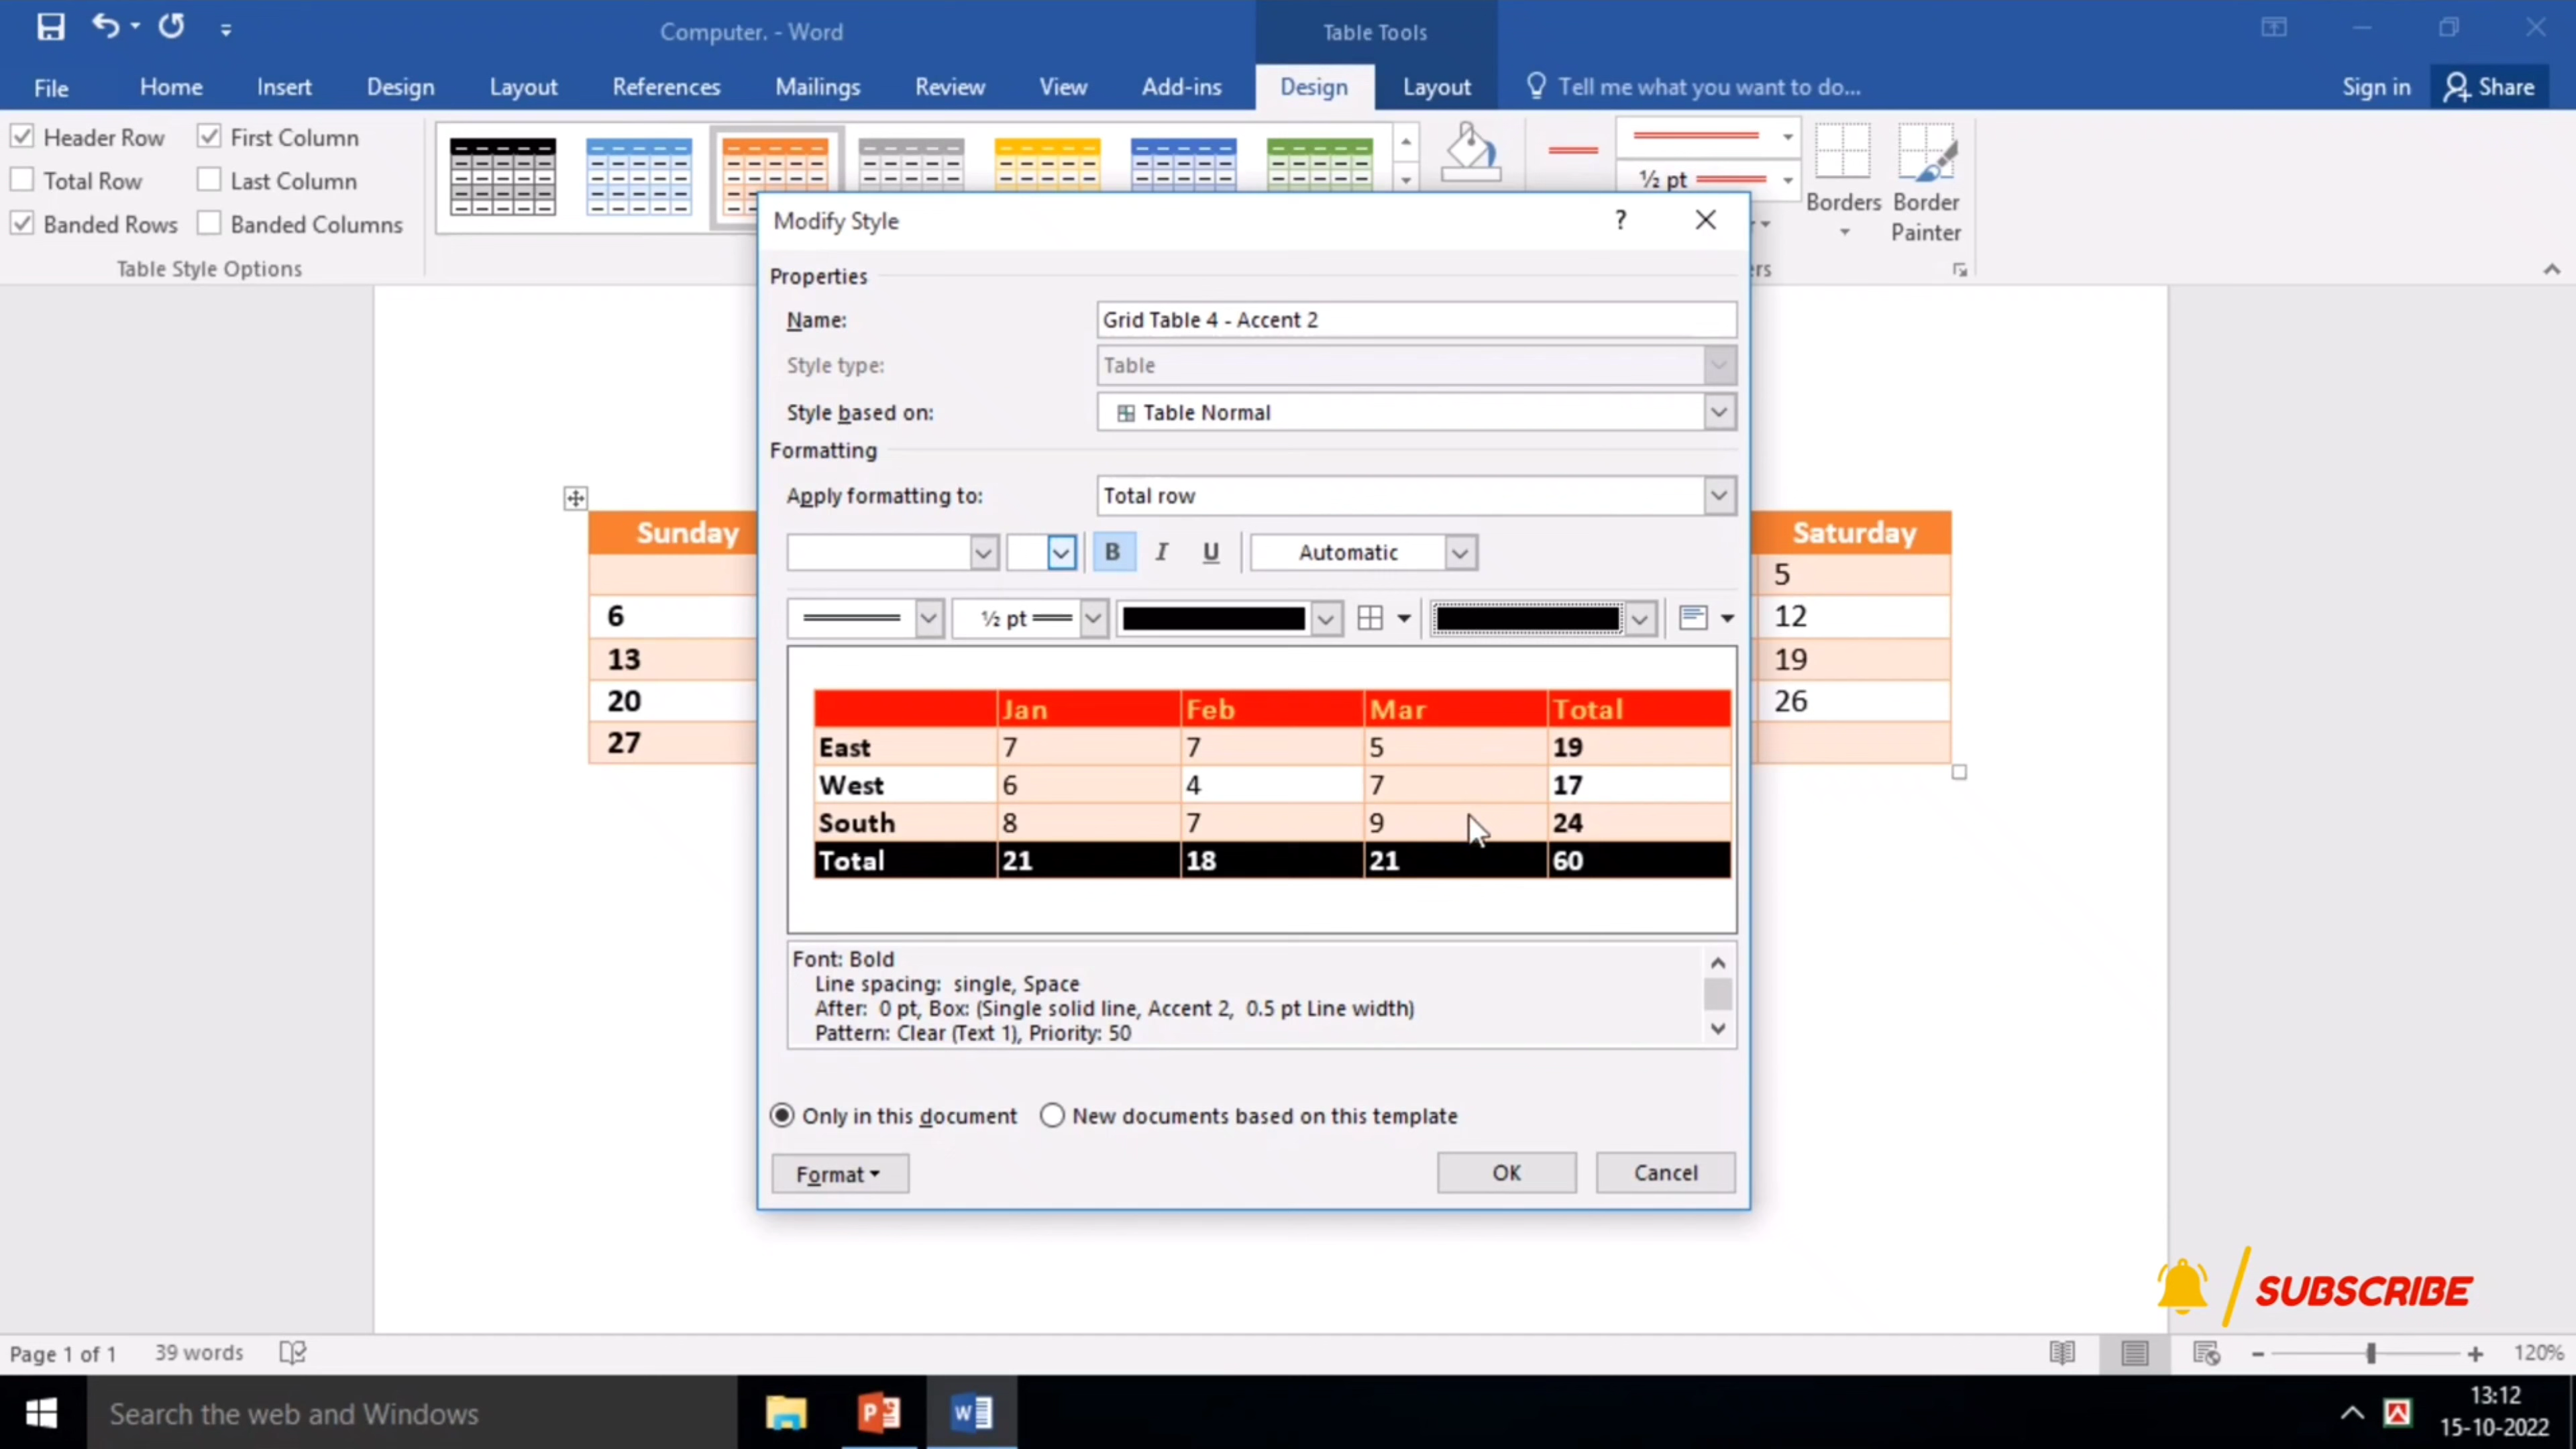 Computer. - Word
Table Tools
File Home Insert Design Layout References Mailings Review View Add-ins Design Layout Tell me what you want to do... Sign in Share
Header Row First Column
Total Row Last Column
Banded Rows Banded Columns
Table Style Options
½ pt
Borders Border Painter
Modify Style ?
Properties
Name: Grid Table 4 - Accent 2
Style type: Table
Style based on: Table Normal
Formatting
Apply formatting to: Total row
B I U Automatic
½ pt
Jan Feb Mar Total
East 7 7 5 19
West 6 4 7 17
South 8 7 9 24
Total 21 18 21 60
Font: Bold
Line spacing: single, Space
After: 0 pt, Box: (Single solid line, Accent 2, 0.5 pt Line width)
Pattern: Clear (Text 1), Priority: 50
Only in this document New documents based on this template
Format OK Cancel
Sunday Saturday
5
6 12
13 19
20 26
27
SUBSCRIBE
Page 1 of 1 39 words 120%
Search the web and Windows
13:12
15-10-2022